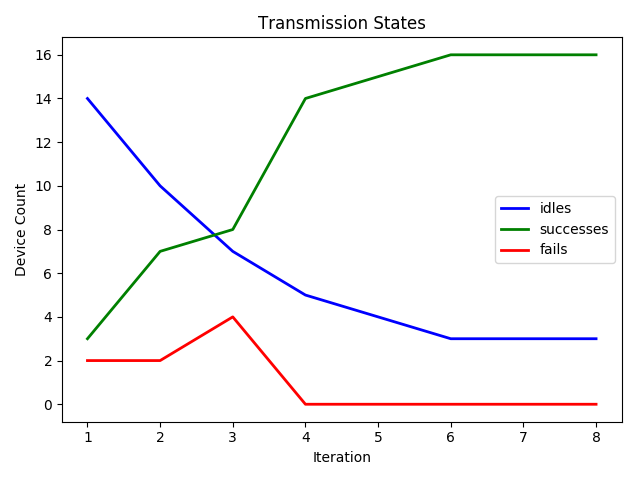 Transmission States
16
14
12
10
8
6
4
2
0
Device Count
idles
successes
fails
1 2 3 4 5 6 7 8
Iteration